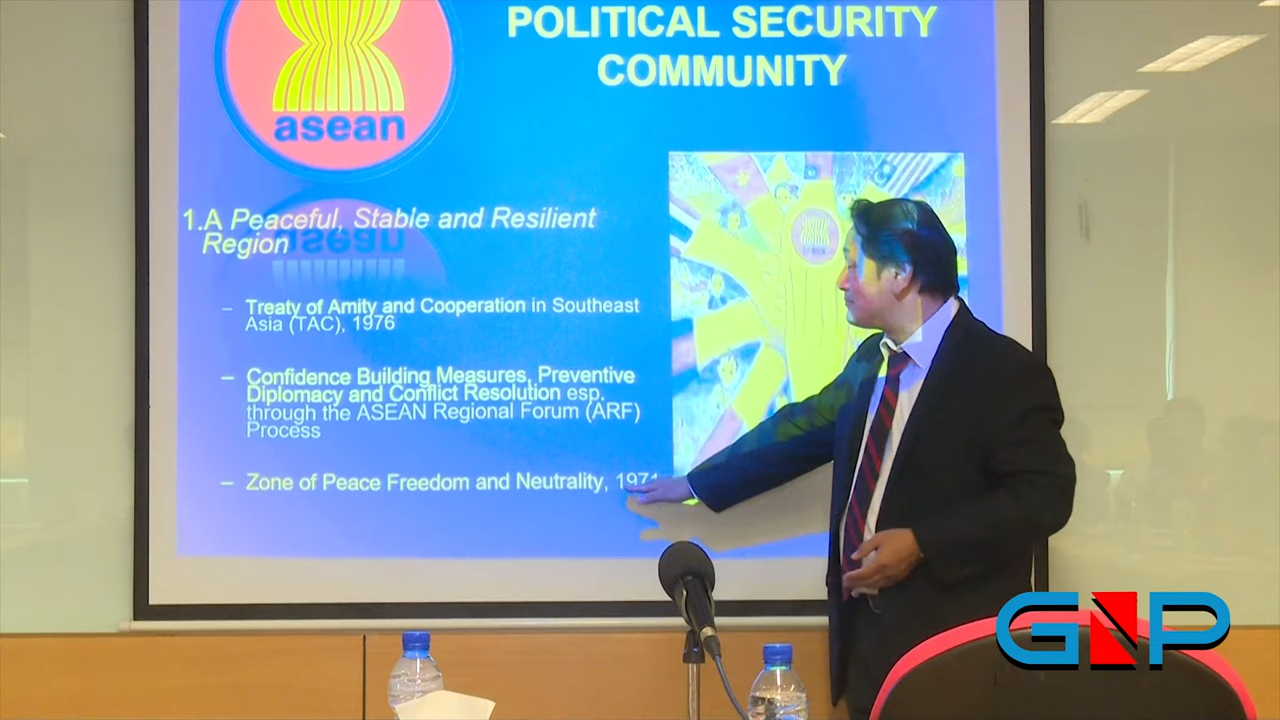 POLITICAL SECURITY
COMMUNITY
asean
1.A Peaceful, Stable and Resilient
Region
– Treaty of Amity and Cooperation in Southeast
Asia (TAC), 1976
– Confidence Building Measures, Preventive
Diplomacy and Conflict Resolution esp.
through the ASEAN Regional Forum (ARF)
Process
– Zone of Peace Freedom and Neutrality, 1971
GNP